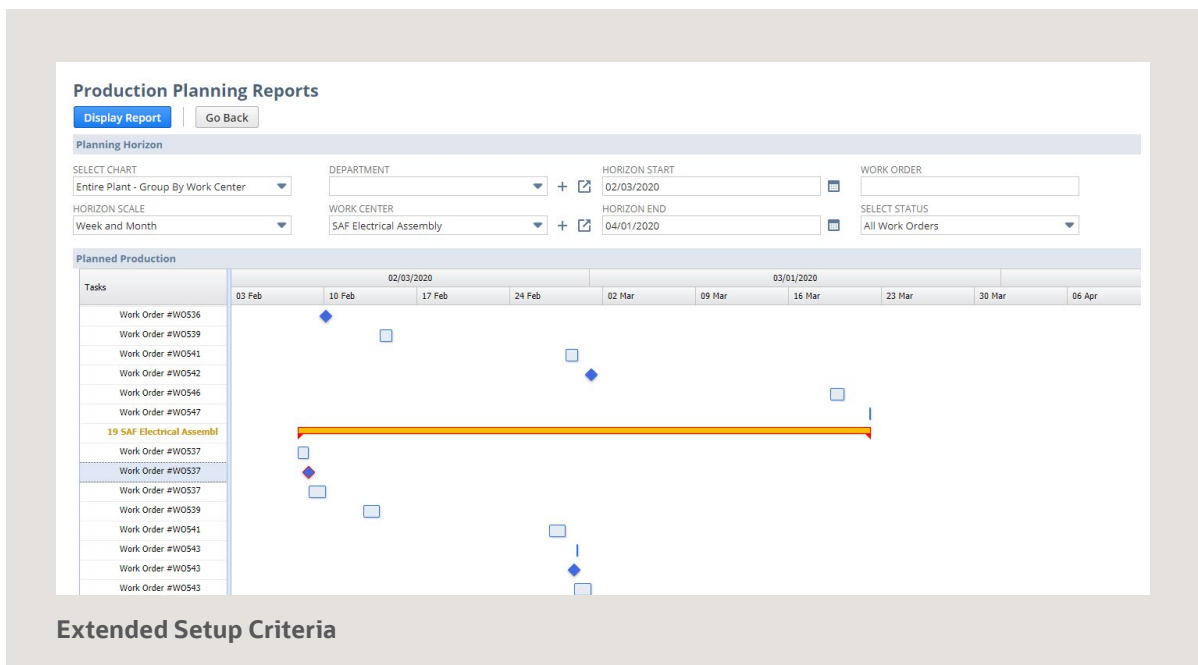 Production Planning Reports
Display Report Go Back
Planning Horizon
SELECT CHART DEPARTMENT HORIZON START WORK ORDER
Entire Plant - Group By Work Center 02/03/2020
HORIZON SCALE WORK CENTER HORIZON END SELECT STATUS
Week and Month SAF Electrical Assembly 04/01/2020 All Work Orders
Planned Production
Tasks 02/03/2020 03/01/2020
03 Feb 10 Feb 17 Feb 24 Feb 02 Mar 09 Mar 16 Mar 23 Mar 30 Mar 06 Apr
Work Order #WO536
Work Order #WO539
Work Order #WO541
Work Order #WO542
Work Order #WO546
Work Order #WO547
19 SAF Electrical Assembl
Work Order #WO537
Work Order #WO537
Work Order #WO537
Work Order #WO539
Work Order #WO541
Work Order #WO543
Work Order #WO543
Work Order #WO543
Extended Setup Criteria